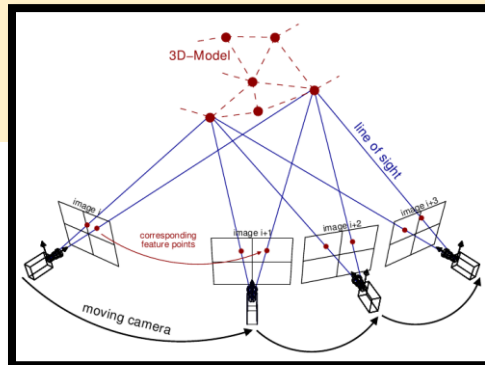 3D-Model
line of sight
image i
image i+1
image i+2
image i+3
corresponding
feature points
moving camera